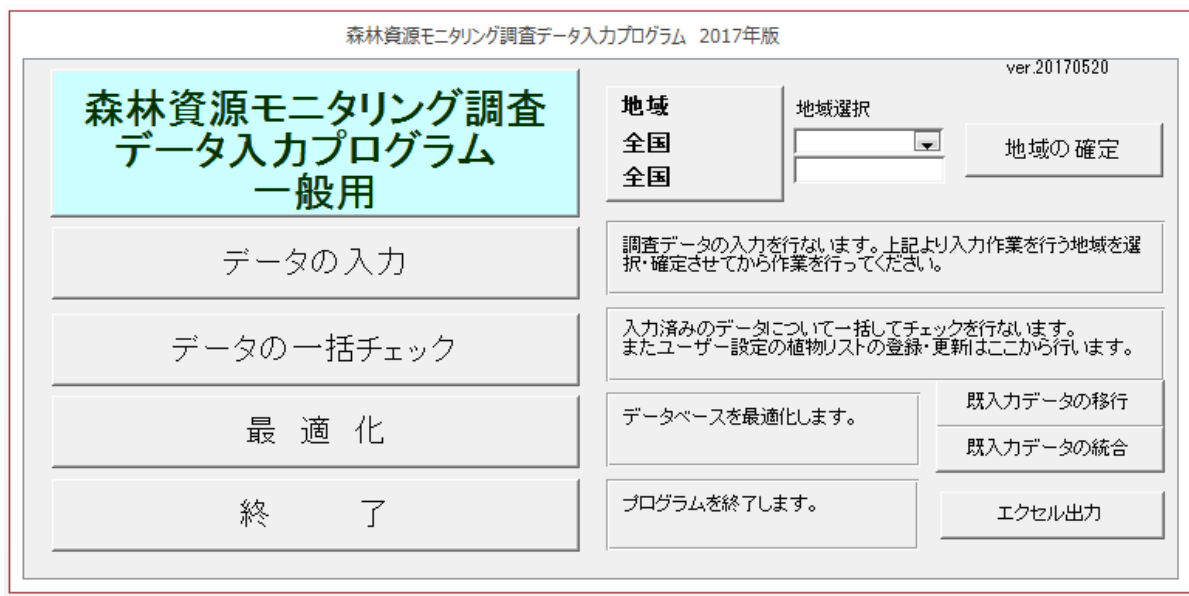 森林資源モニタリング調査データ入力プログラム 2017年版
ver.20170520
森林資源モニタリング調査
データ入力プログラム
一般用
地域
全国
全国
地域選択
地域の確定
データの入力
調査データの入力を行ないます。上記より入力作業を行う地域を選
択・確定させてから作業を行ってください。
データの一括チェック
入力済みのデータについて一括してチェックを行ないます。
またユーザー設定の植物リストの登録・更新はここから行います。
最 適 化
データベースを最適化します。
既入力データの移行
既入力データの統合
終 了
プログラムを終了します。
エクセル出力